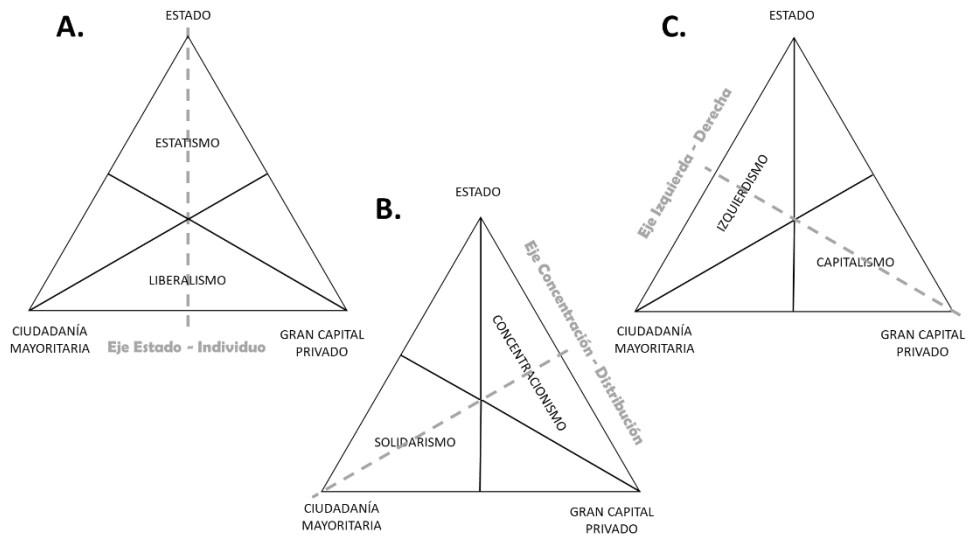 A.
ESTADO
ESTATISMO
LIBERALISMO
CIUDADANÍA
MAYORITARIA
Eje Estado - Individuo
GRAN CAPITAL
PRIVADO
B.
ESTADO
Eje Concentración - Distribución
CONCENTRACIONISMO
SOLIDARISMO
CIUDADANÍA
MAYORITARIA
GRAN CAPITAL
PRIVADO
C.
ESTADO
Eje Izquierda - Derecha
IZQUIERDISMO
CAPITALISMO
CIUDADANÍA
MAYORITARIA
GRAN CAPITAL
PRIVADO